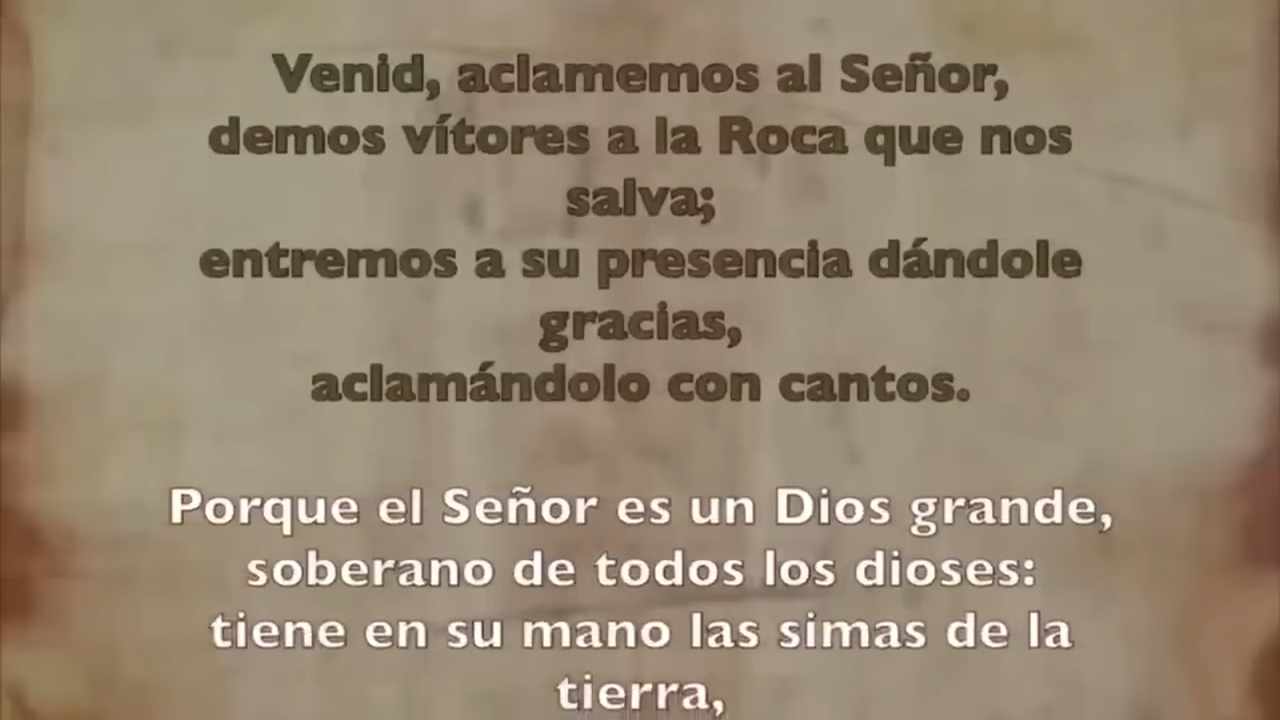 Venid, aclamemos al Señor,
demos vítores a la Roca que nos
salva;
entremos a su presencia dándole
gracias,
aclamándolo con cantos.
Porque el Señor es un Dios grande,
soberano de todos los dioses:
tiene en su mano las simas de la
tierra,